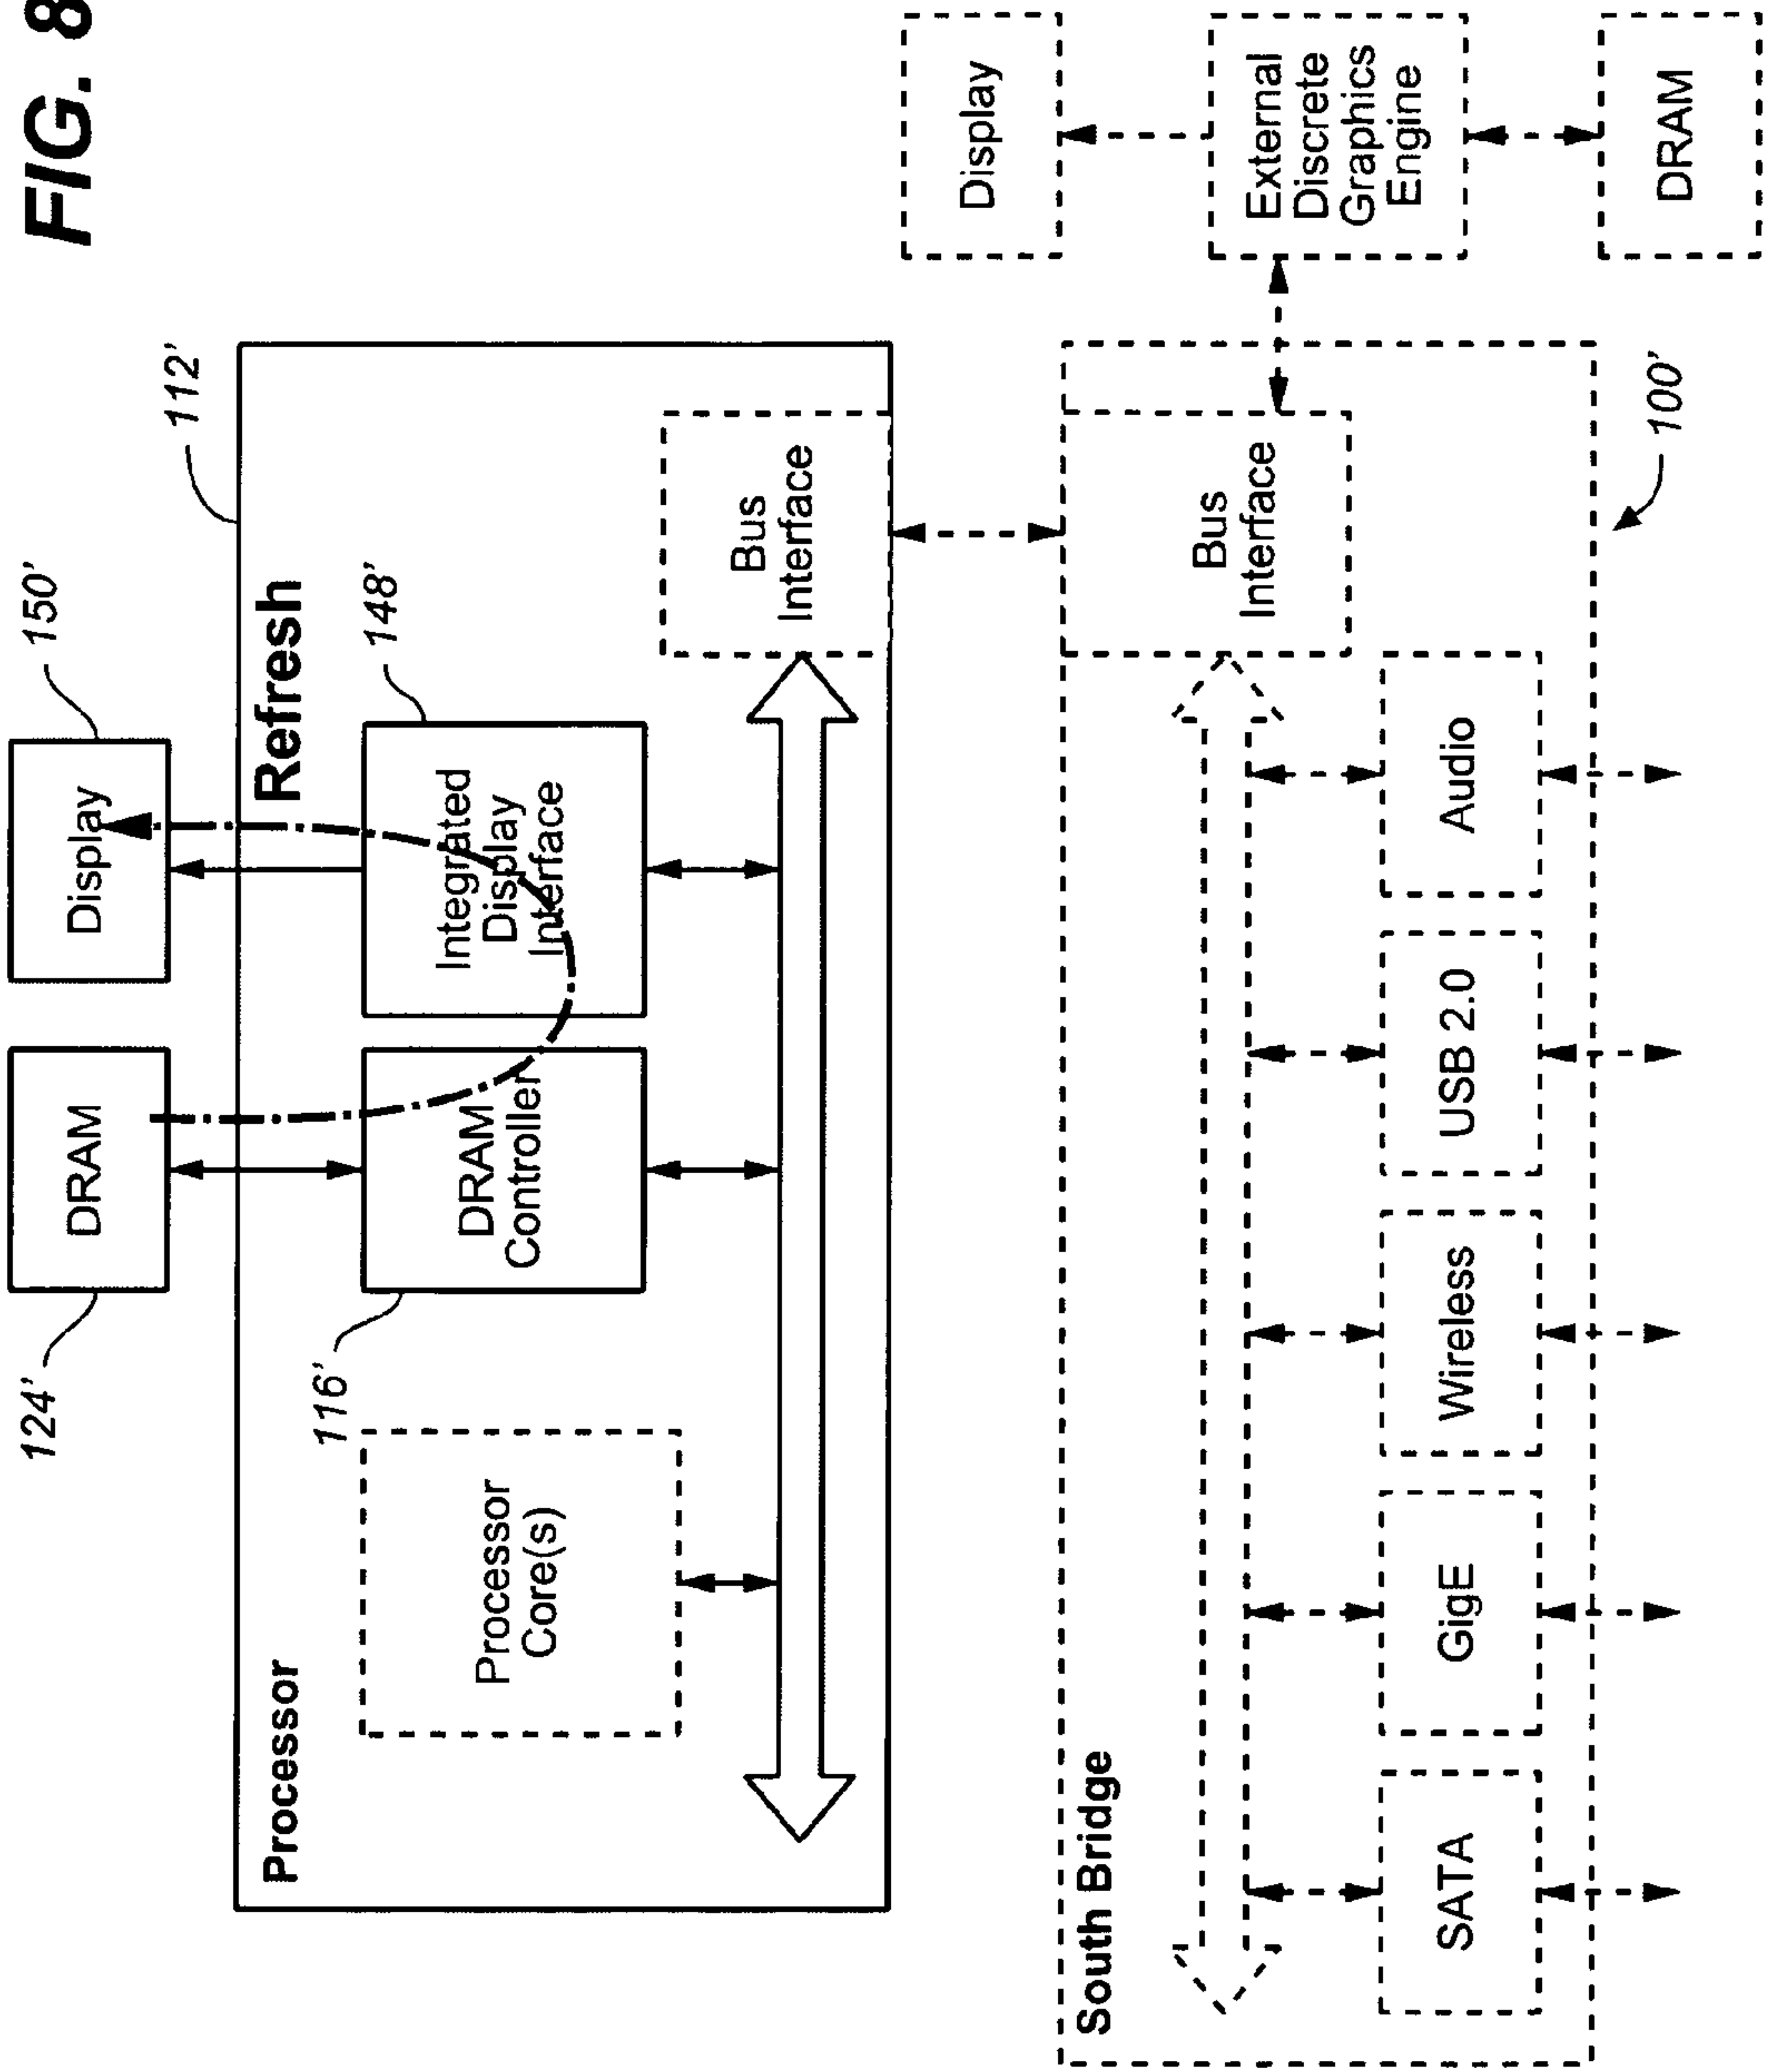 FIG. 8
124'
DRAM
Display
150'
112'
Processor
Refresh
116'
148'
Processor
Core(s)
DRAM
Controller
Integrated
Display
Interface
Bus
Interface
Display
South Bridge
Bus
Interface
External
Discrete
Graphics
Engine
SATA
GigE
Wireless
USB 2.0
Audio
DRAM
100'